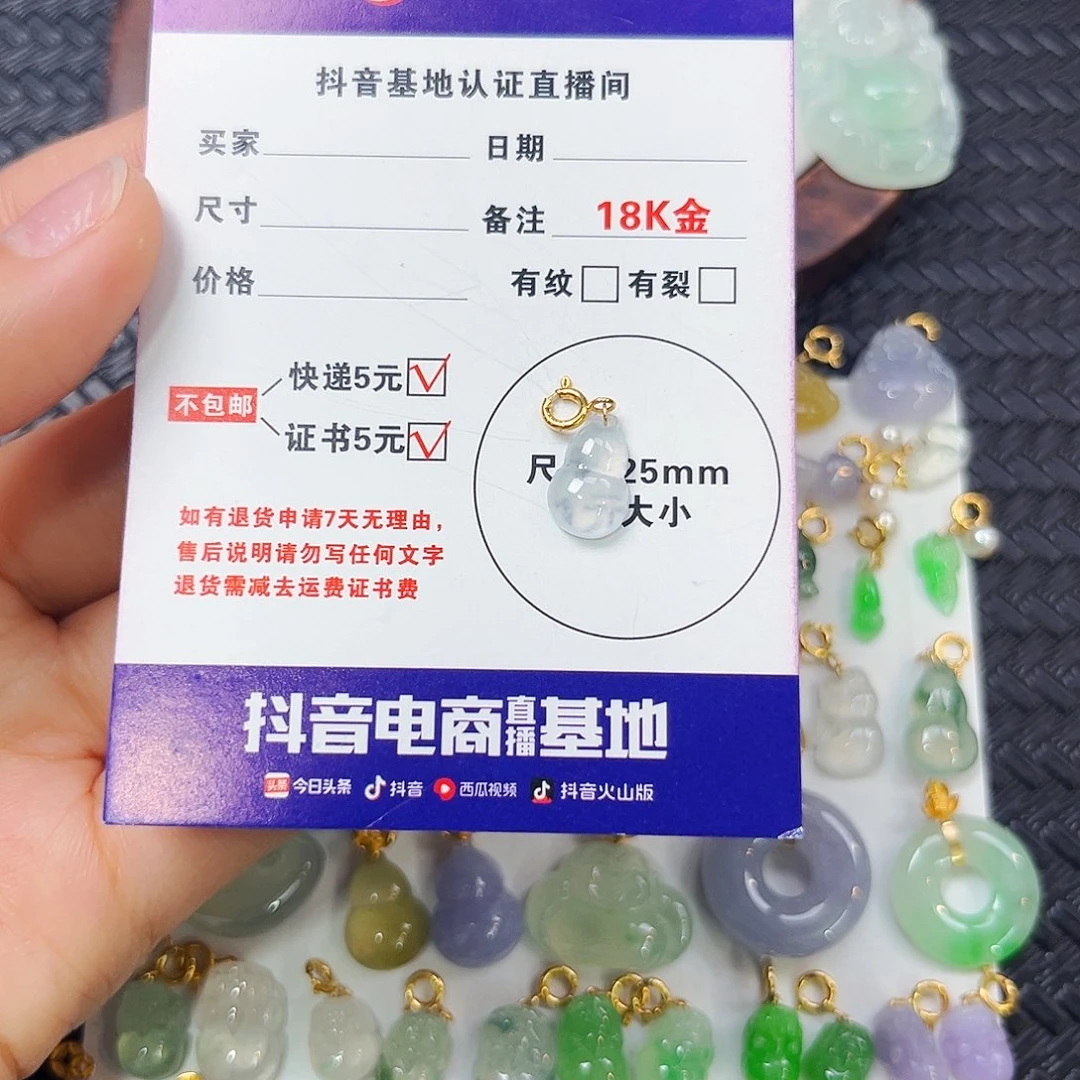 抖音基地认证直播间
买家 日期
尺寸 备注 18K金
价格 有纹 有裂
快递5元
不包邮
证书5元
尺 25mm
大小
如有退货申请7天无理由，
售后说明请勿写任何文字
退货需减去运费证书费
抖音电商直播基地
头条 今日头条 抖音 西瓜视频 抖音火山版